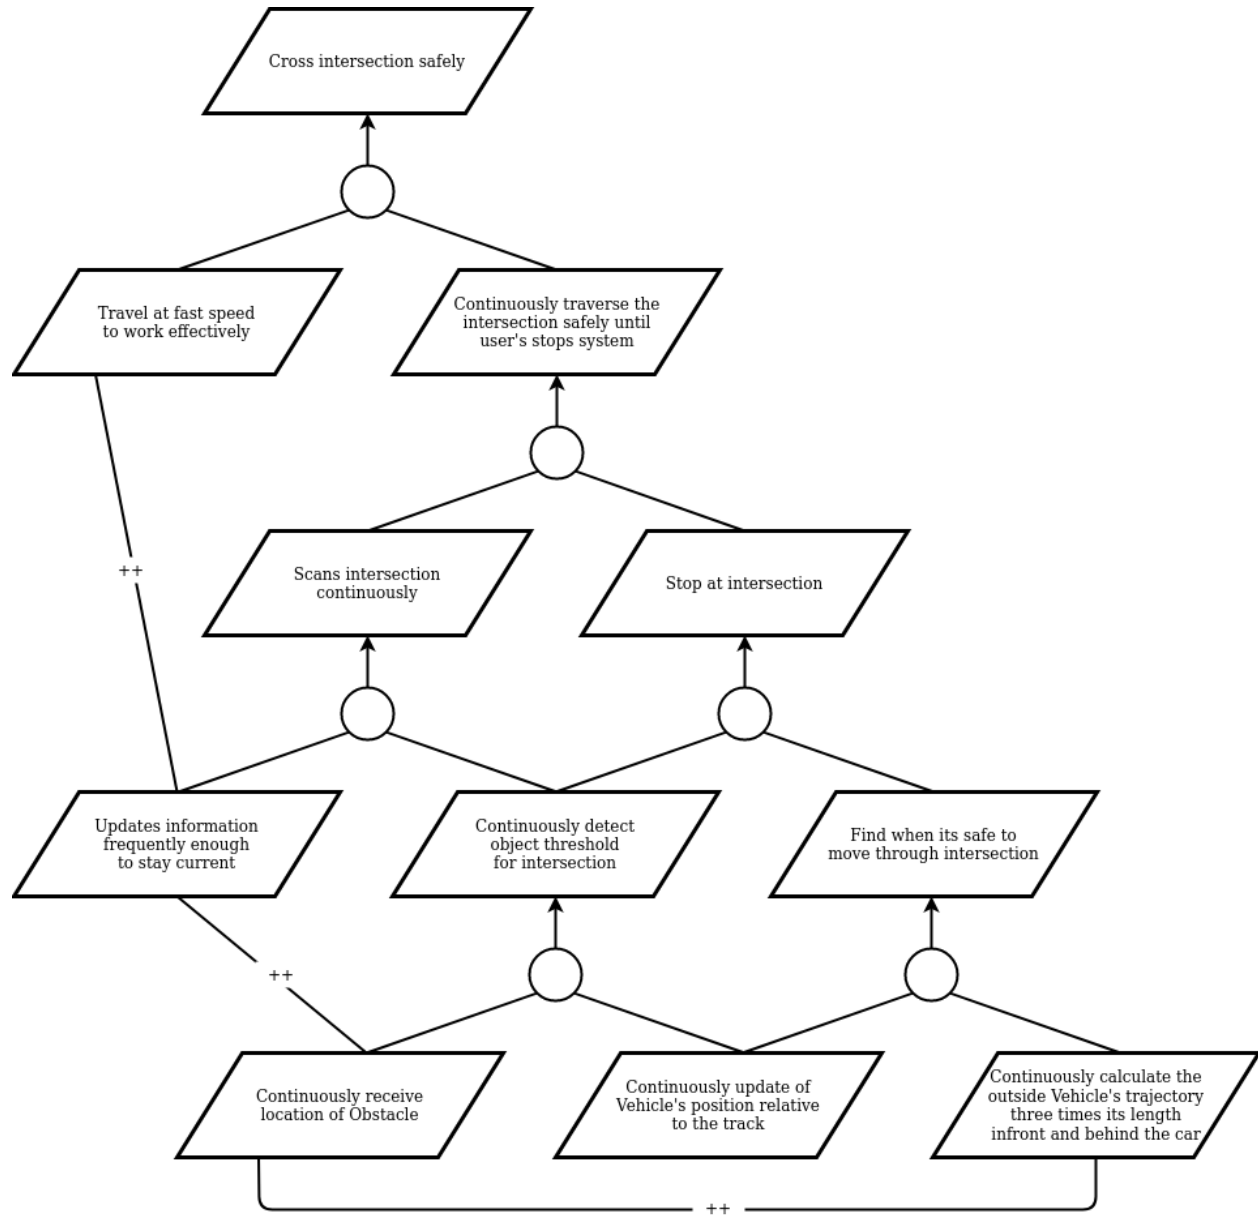 Cross intersection safely
Travel at fast speed
to work effectively
Continuously traverse the
intersection safely until
user's stops system
++
Scans intersection
continuously
Stop at intersection
Updates information
frequently enough
to stay current
Continuously detect
object threshold
for intersection
Find when its safe to
move through intersection
++
Continuously receive
location of Obstacle
Continuously update of
Vehicle's position relative
to the track
Continuously calculate the
outside Vehicle's trajectory
three times its length
infront and behind the car
++